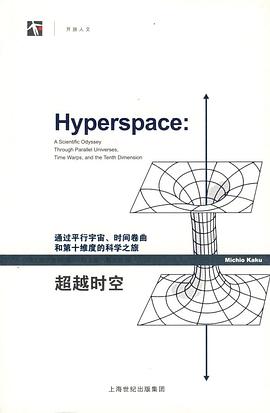 开放人文
Hyperspace:
A Scientific Odyssey
Through Parallel Universes,
Time Warps, and the Tenth Dimension
通过平行宇宙、时间卷曲
和第十维度的科学之旅
Michio Kaku
超越时空
上海世纪出版集团